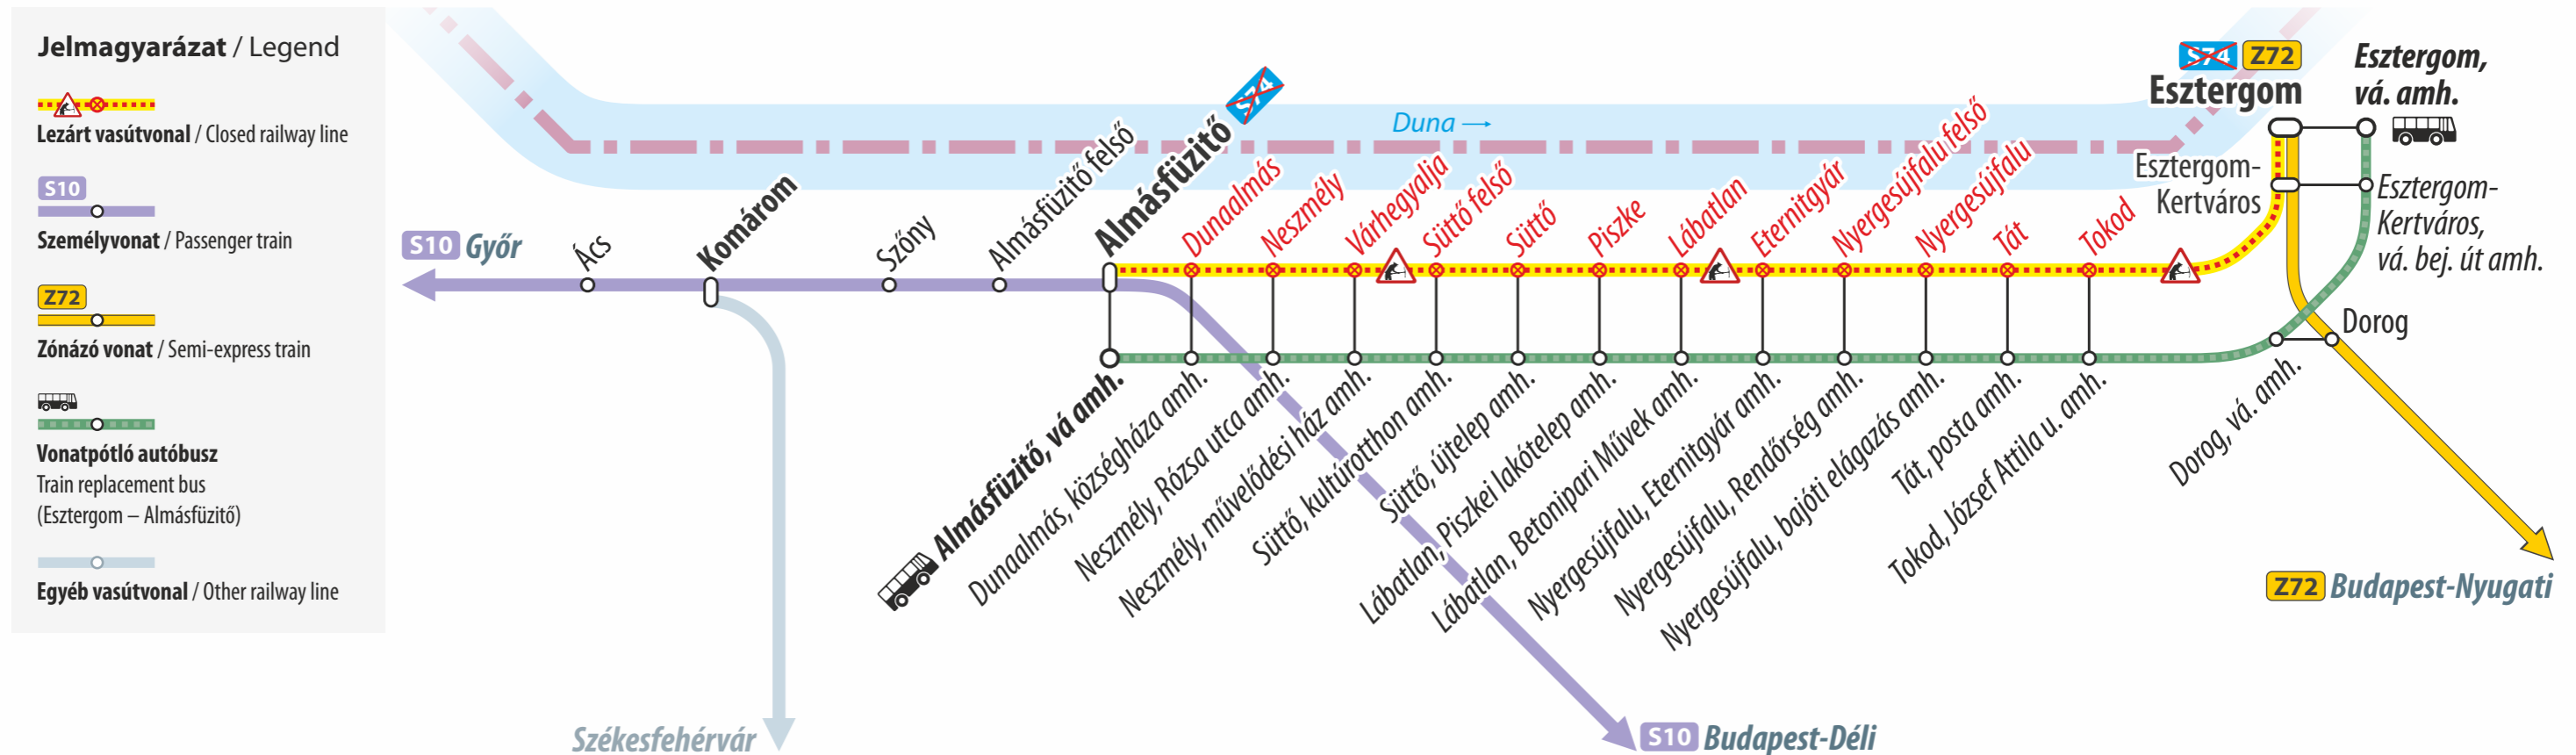 Jelmagyarázat / Legend
Lezárt vasútvonal / Closed railway line
S10
Személyvonat / Passenger train
Z72
Zónázó vonat / Semi-express train
Vonatpótló autóbusz
Train replacement bus
(Esztergom – Almásfüzitő)
Egyéb vasútvonal / Other railway line
S10 Győr
Ács
Komárom
Szőny
Almásfüzitő felső
Almásfüzitő
S74
Dunaalmás
Neszmély
Várhegyalja
Süttő felső
Süttő
Piszke
Lábatlan
Eternitgyár
Nyergesújfalu felső
Nyergesújfalu
Tát
Tokod
Duna →
S74 Z72
Esztergom
Esztergom-
Kertváros
Esztergom,
vá. amh.
Esztergom-
Kertváros,
vá. bej. út amh.
Dorog
Almásfüzitő, vá amh.
Dunaalmás, községháza amh.
Neszmély, Rózsa utca amh.
Neszmély, művelődési ház amh.
Süttő, kultúrotthon amh.
Süttő, újtelep amh.
Lábatlan, Piszkei lakótelep amh.
Lábatlan, Betonipari Művek amh.
Nyergesújfalu, Eternitgyár amh.
Nyergesújfalu, Rendőrség amh.
Nyergesújfalu, bajóti elágazás amh.
Tát, posta amh.
Tokod, József Attila u. amh.
Dorog, vá. amh.
Z72 Budapest-Nyugati
Székesfehérvár
S10 Budapest-Déli